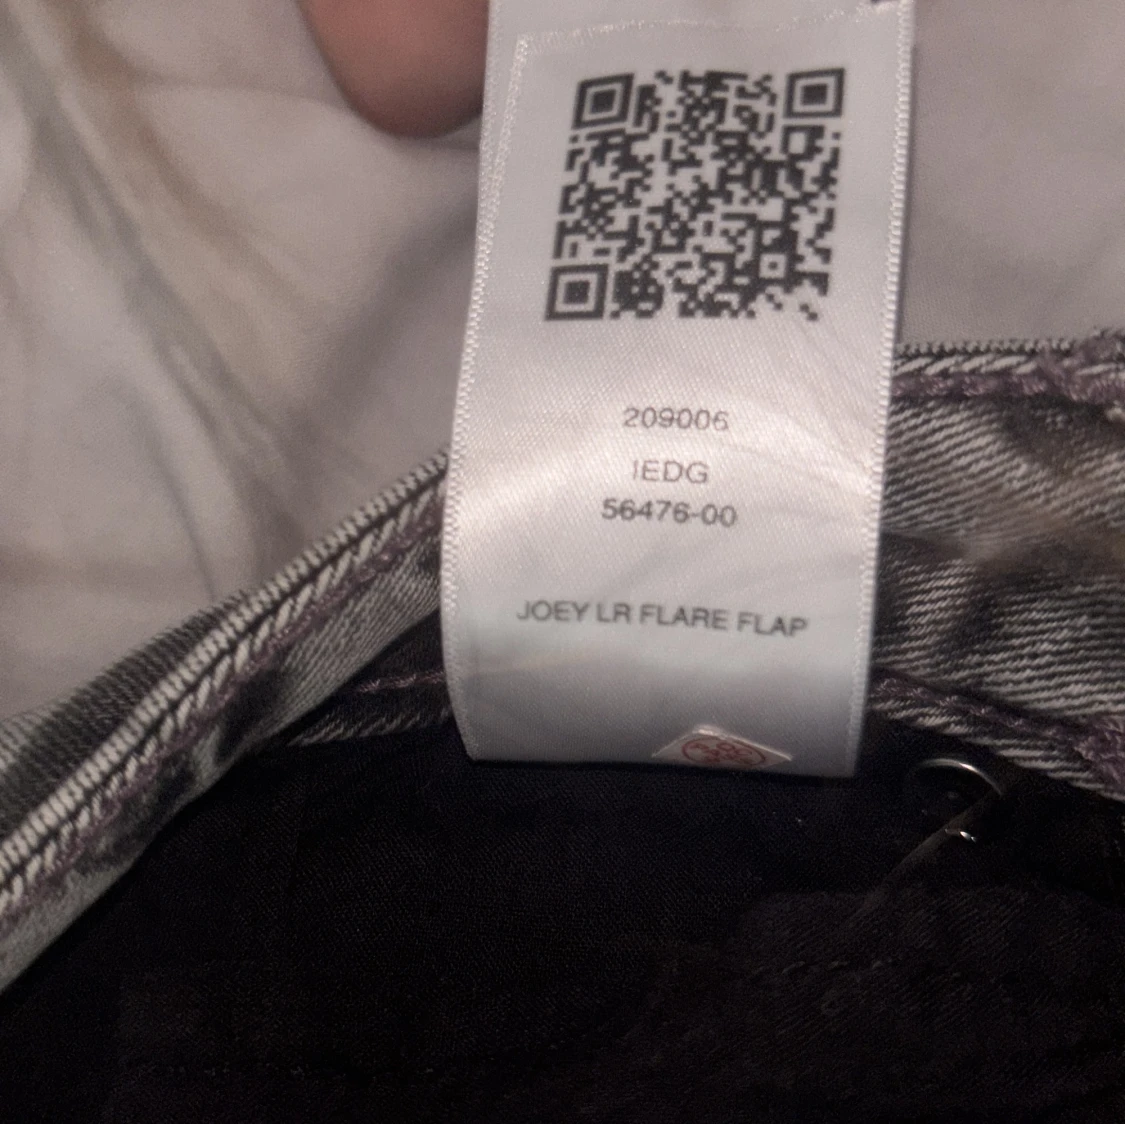 209006
IEDG
56476-00
JOEY LR FLARE FLAP